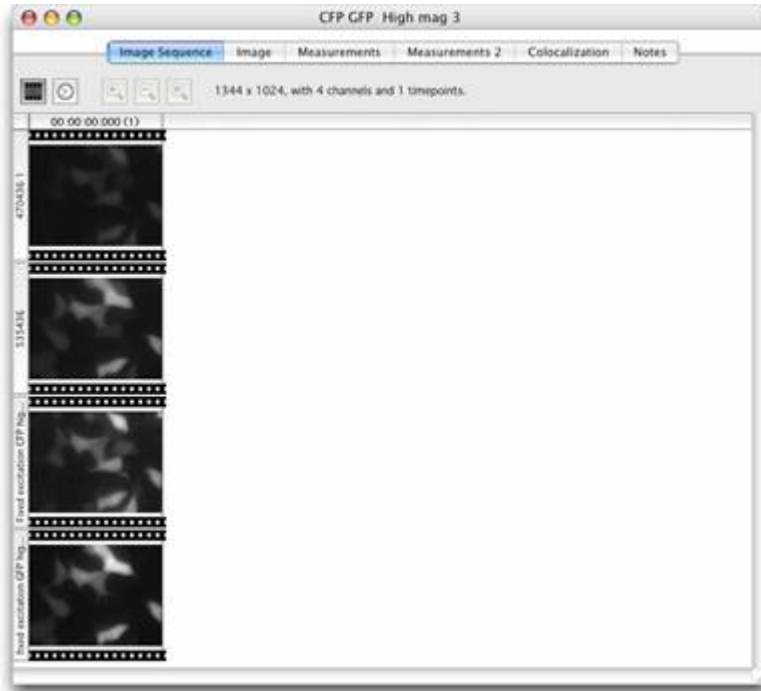 CFP GFP High mag 3
Image Sequence Image Measurements Measurements 2 Colocalization Notes
1344 x 1024, with 4 channels and 1 timepoints.
00:00:00.000 (1)
470436 1
535436
Fixed excitation CFP hig...
fixed excitation GFP hig...